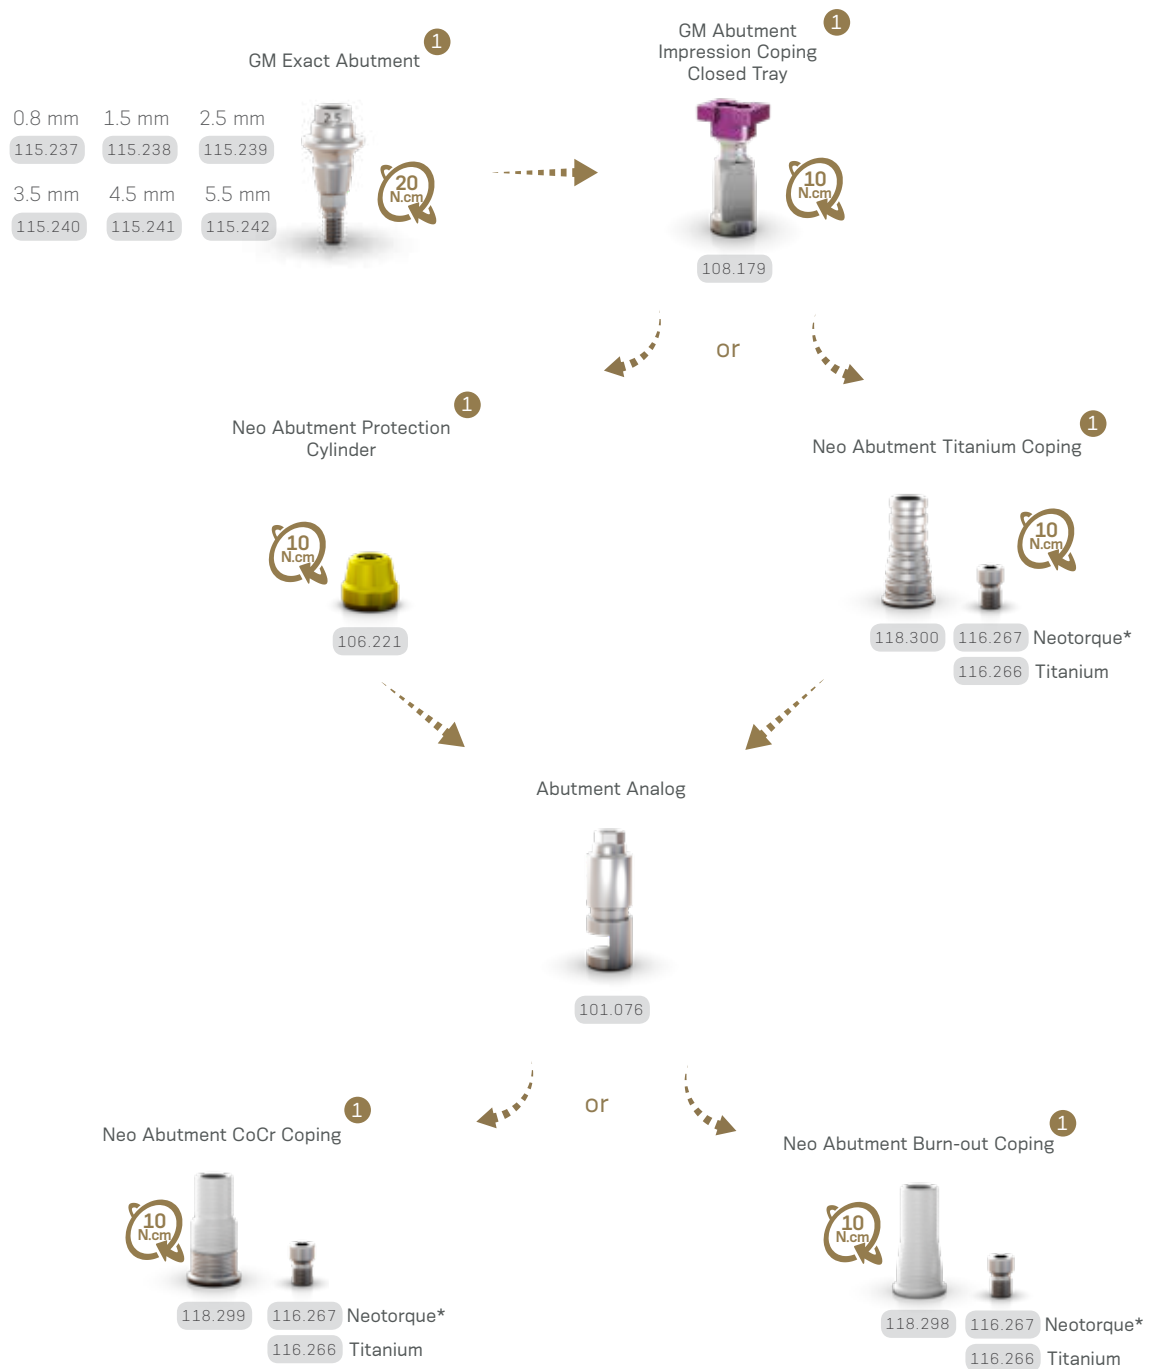 1
GM Exact Abutment
0.8 mm 1.5 mm 2.5 mm
115.237 115.238 115.239
3.5 mm 4.5 mm 5.5 mm
115.240 115.241 115.242
2.5
20
N.cm
1
GM Abutment
Impression Coping
Closed Tray
10
N.cm
108.179
or
1
Neo Abutment Protection
Cylinder
10
N.cm
106.221
1
Neo Abutment Titanium Coping
10
N.cm
118.300 116.267 Neotorque*
116.266 Titanium
Abutment Analog
101.076
or
1
Neo Abutment CoCr Coping
10
N.cm
118.299 116.267 Neotorque*
116.266 Titanium
1
Neo Abutment Burn-out Coping
10
N.cm
118.298 116.267 Neotorque*
116.266 Titanium